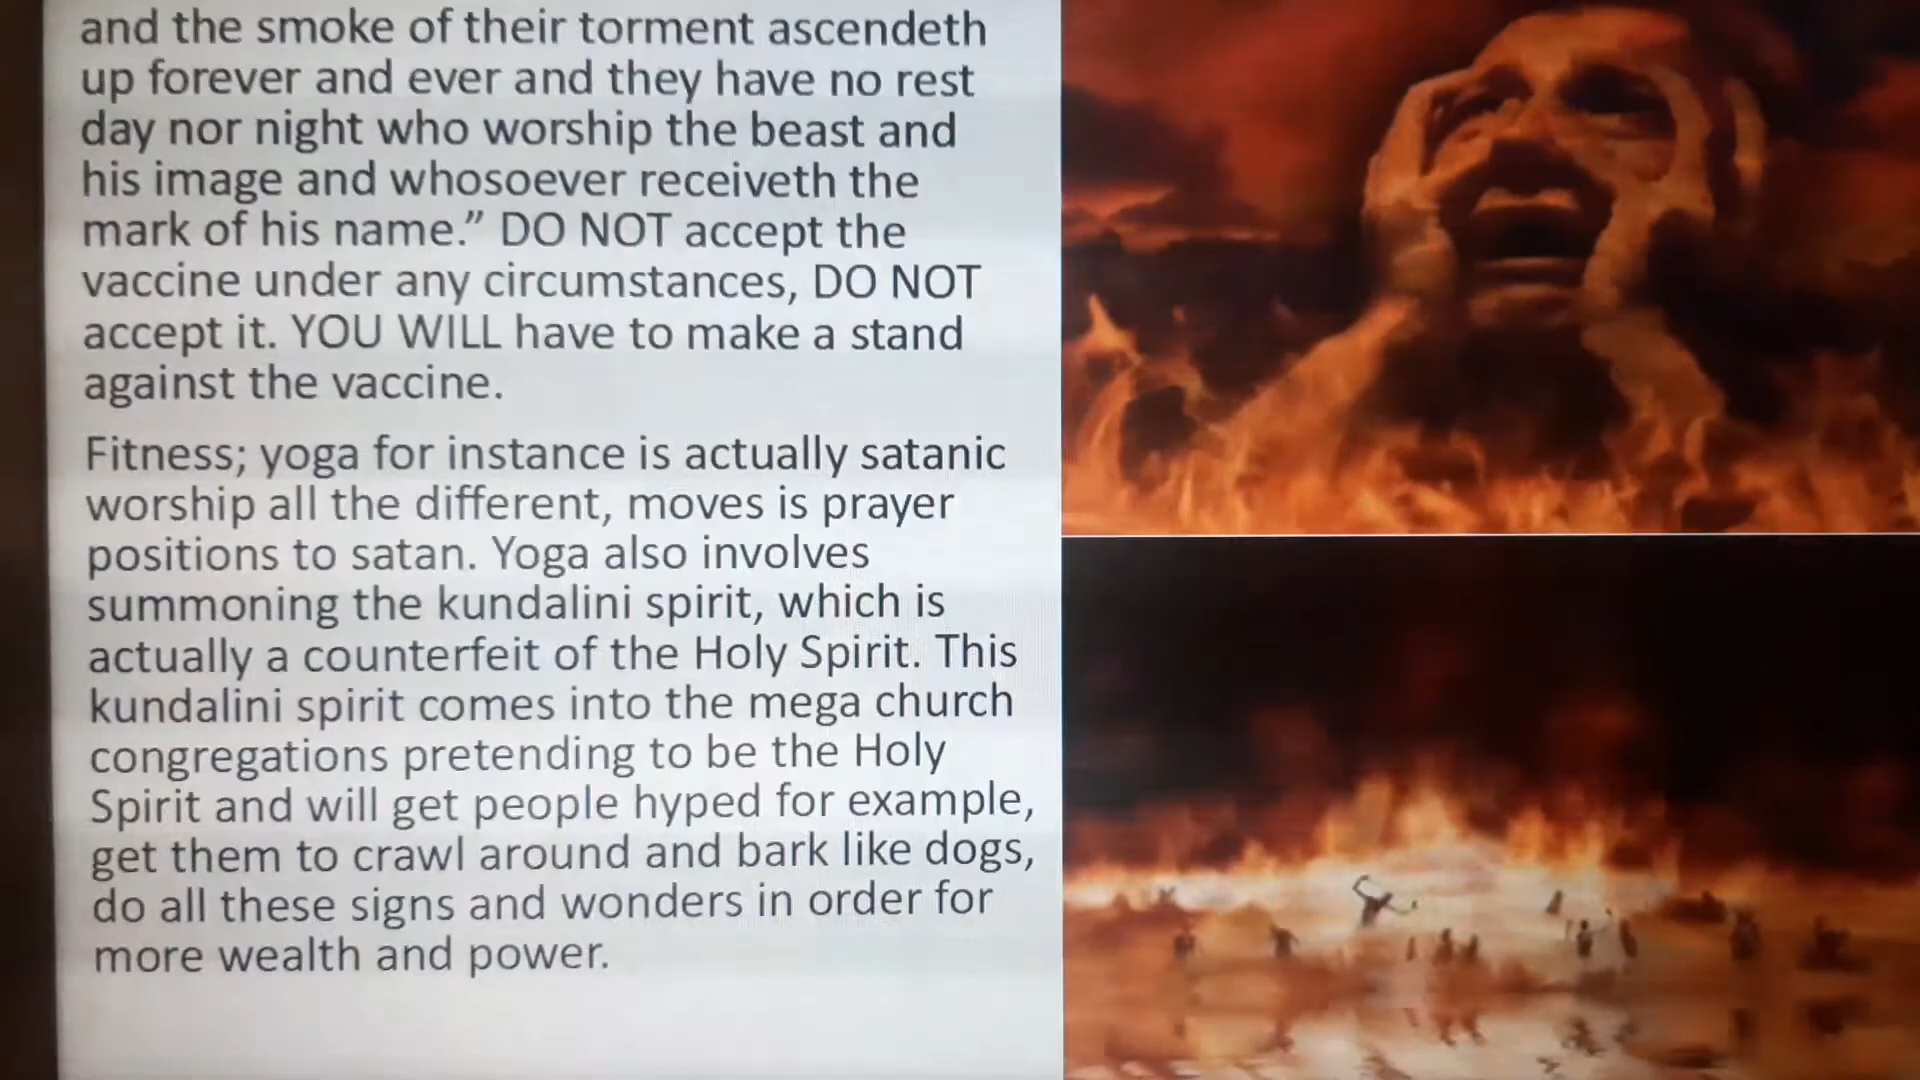 and the smoke of their torment ascendeth
up forever and ever and they have no rest
day nor night who worship the beast and
his image and whosoever receiveth the
mark of his name.” DO NOT accept the
vaccine under any circumstances, DO NOT
accept it. YOU WILL have to make a stand
against the vaccine.
Fitness; yoga for instance is actually satanic
worship all the different, moves is prayer
positions to satan. Yoga also involves
summoning the kundalini spirit, which is
actually a counterfeit of the Holy Spirit. This
kundalini spirit comes into the mega church
congregations pretending to be the Holy
Spirit and will get people hyped for example,
get them to crawl around and bark like dogs,
do all these signs and wonders in order for
more wealth and power.